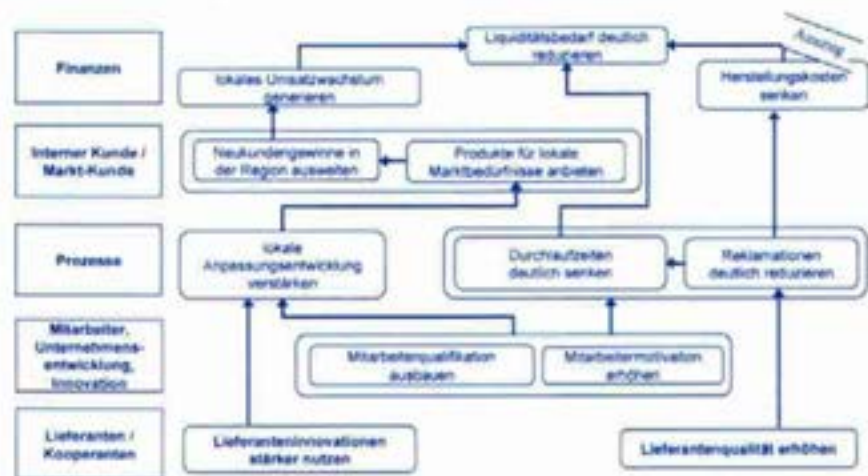 Finanzen
Liquiditätsbedarf deutlich
reduzieren
Auszug
lokales Umsatzwachstum
generieren
Herstellungskosten
senken
Interner Kunde /
Markt-Kunde
Neukundengewinne in
der Region ausweiten
Produkte für lokale
Marktbedürfnisse anbieten
Prozesse
lokale
Anpassungsentwicklung
verstärken
Durchlaufzeiten
deutlich senken
Reklamationen
deutlich reduzieren
Mitarbeiter,
Unternehmens-
entwicklung,
Innovation
Mitarbeiterqualifikation
ausbauen
Mitarbeitermotivation
erhöhen
Lieferanten /
Kooperanten
Lieferanteninnovationen
stärker nutzen
Lieferantenqualität erhöhen